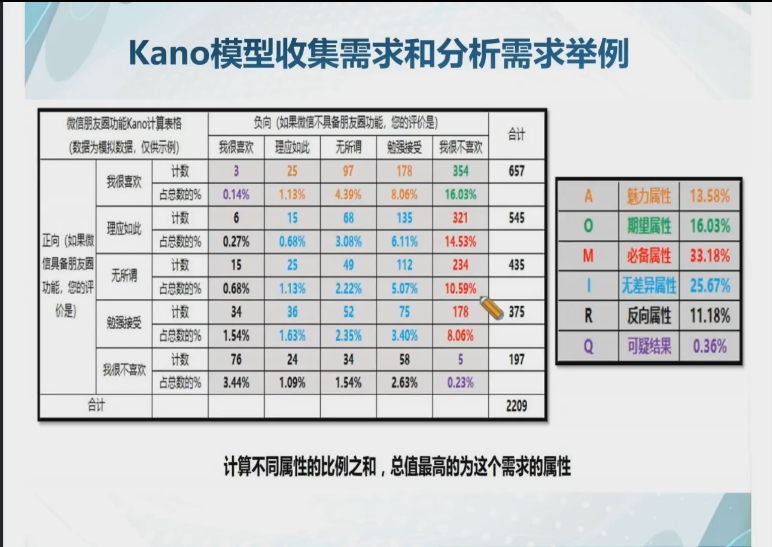 Kano模型收集需求和分析需求举例
微信朋友圈功能Kano计算表格
(数据为模拟数据，仅供示例)
负向（如果微信不具备朋友圈功能，您的评价是)
合计
我很喜欢 理应如此 无所谓 勉强接受 我很不喜欢
正向（如果微信具备朋友圈功能，您的评价是)
我很喜欢 计数 3 25 97 178 354 657
占总数的% 0.14% 1.13% 4.39% 8.06% 16.03%
理应如此 计数 6 15 68 135 321 545
占总数的% 0.27% 0.68% 3.08% 6.11% 14.53%
无所谓 计数 15 25 49 112 234 435
占总数的% 0.68% 1.13% 2.22% 5.07% 10.59%
勉强接受 计数 34 36 52 75 178 375
占总数的% 1.54% 1.63% 2.35% 3.40% 8.06%
我很不喜欢 计数 76 24 34 58 5 197
占总数的% 3.44% 1.09% 1.54% 2.63% 0.23%
合计 2209
A 魅力属性 13.58%
O 期望属性 16.03%
M 必备属性 33.18%
I 无差异属性 25.67%
R 反向属性 11.18%
Q 可疑结果 0.36%
计算不同属性的比例之和，总值最高的为这个需求的属性